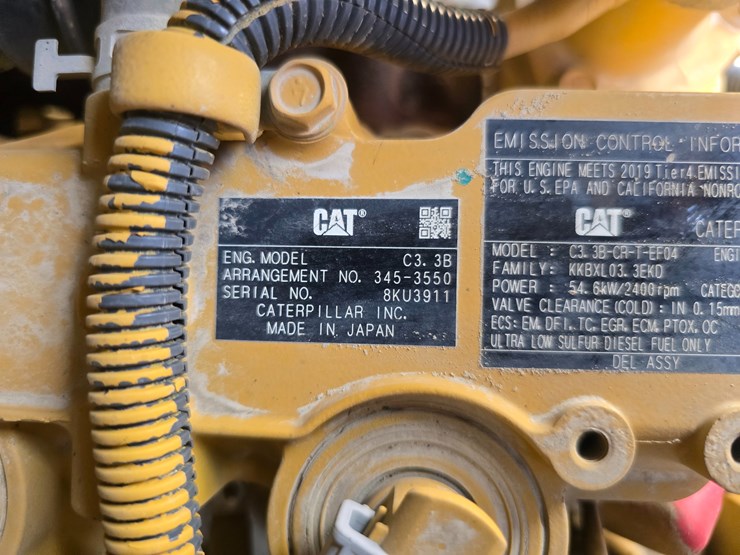 CAT®
ENG. MODEL C3.3B
ARRANGEMENT NO. 345-3550
SERIAL NO. 8KU3911
CATERPILLAR INC.
MADE IN JAPAN
EMISSION CONTROL INFOR
THIS ENGINE MEETS 2019 Tier4 EMISSI
FOR U.S. EPA AND CALIFORNIA NONRO
CAT® CATER
MODEL : C3.3B-CR-T-EF04 ENGI
FAMILY: KKBXL03.3EKD
POWER : 54.6kW/2400rpm CATEGO
VALVE CLEARANCE(COLD): IN 0.15mm
ECS: EM, DFI, TC, EGR, ECM, PTOX, OC
ULTRA LOW SULFUR DIESEL FUEL ONLY
DEL ASSY